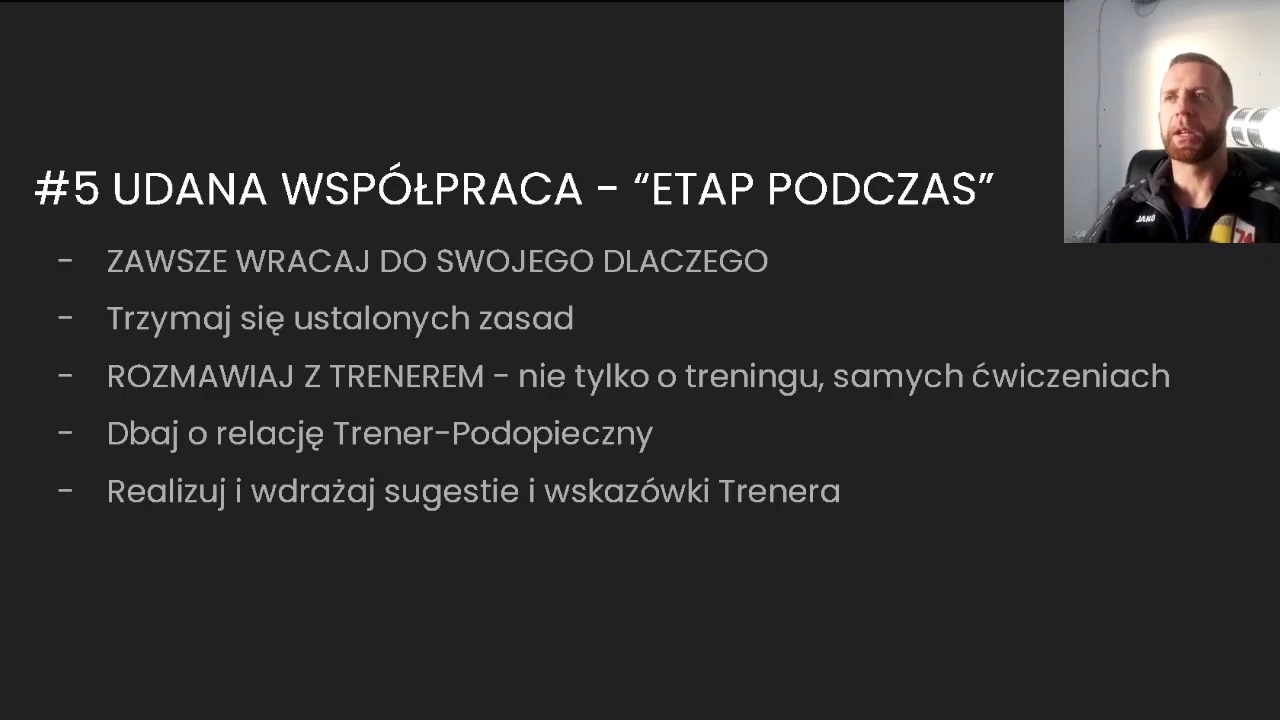 #5 UDANA WSPÓŁPRACA - “ETAP PODCZAS”
- ZAWSZE WRACAJ DO SWOJEGO DLACZEGO
- Trzymaj się ustalonych zasad
- ROZMAWIAJ Z TRENEREM - nie tylko o treningu, samych ćwiczeniach
- Dbaj o relację Trener-Podopieczny
- Realizuj i wdrażaj sugestie i wskazówki Trenera
JAKO